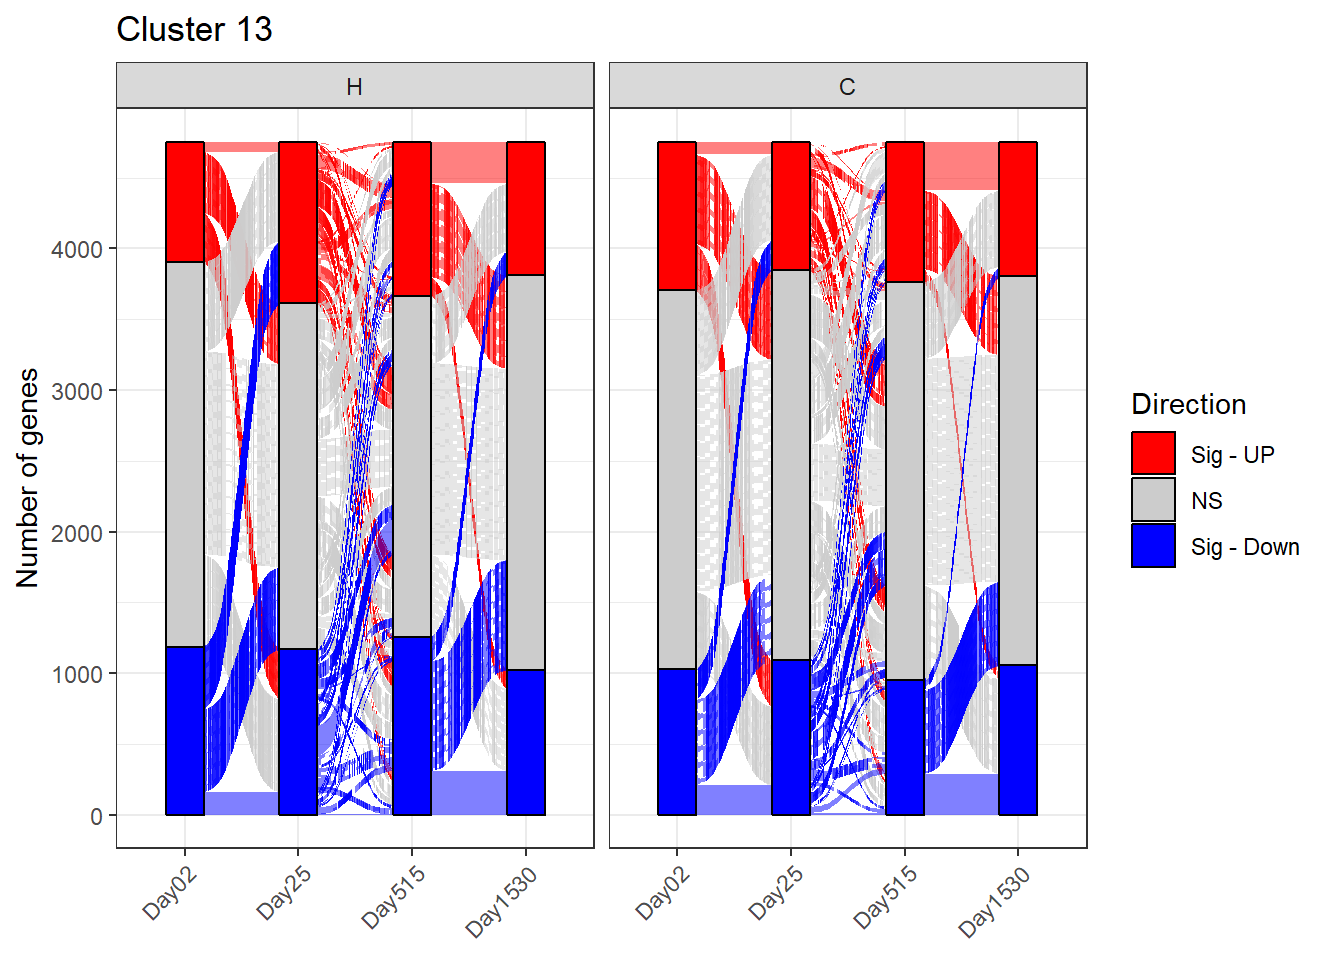 Cluster 13
H
C
Number of genes
4000
3000
2000
1000
0
Day02
Day25
Day515
Day1530
Day02
Day25
Day515
Day1530
Direction
Sig - UP
NS
Sig - Down